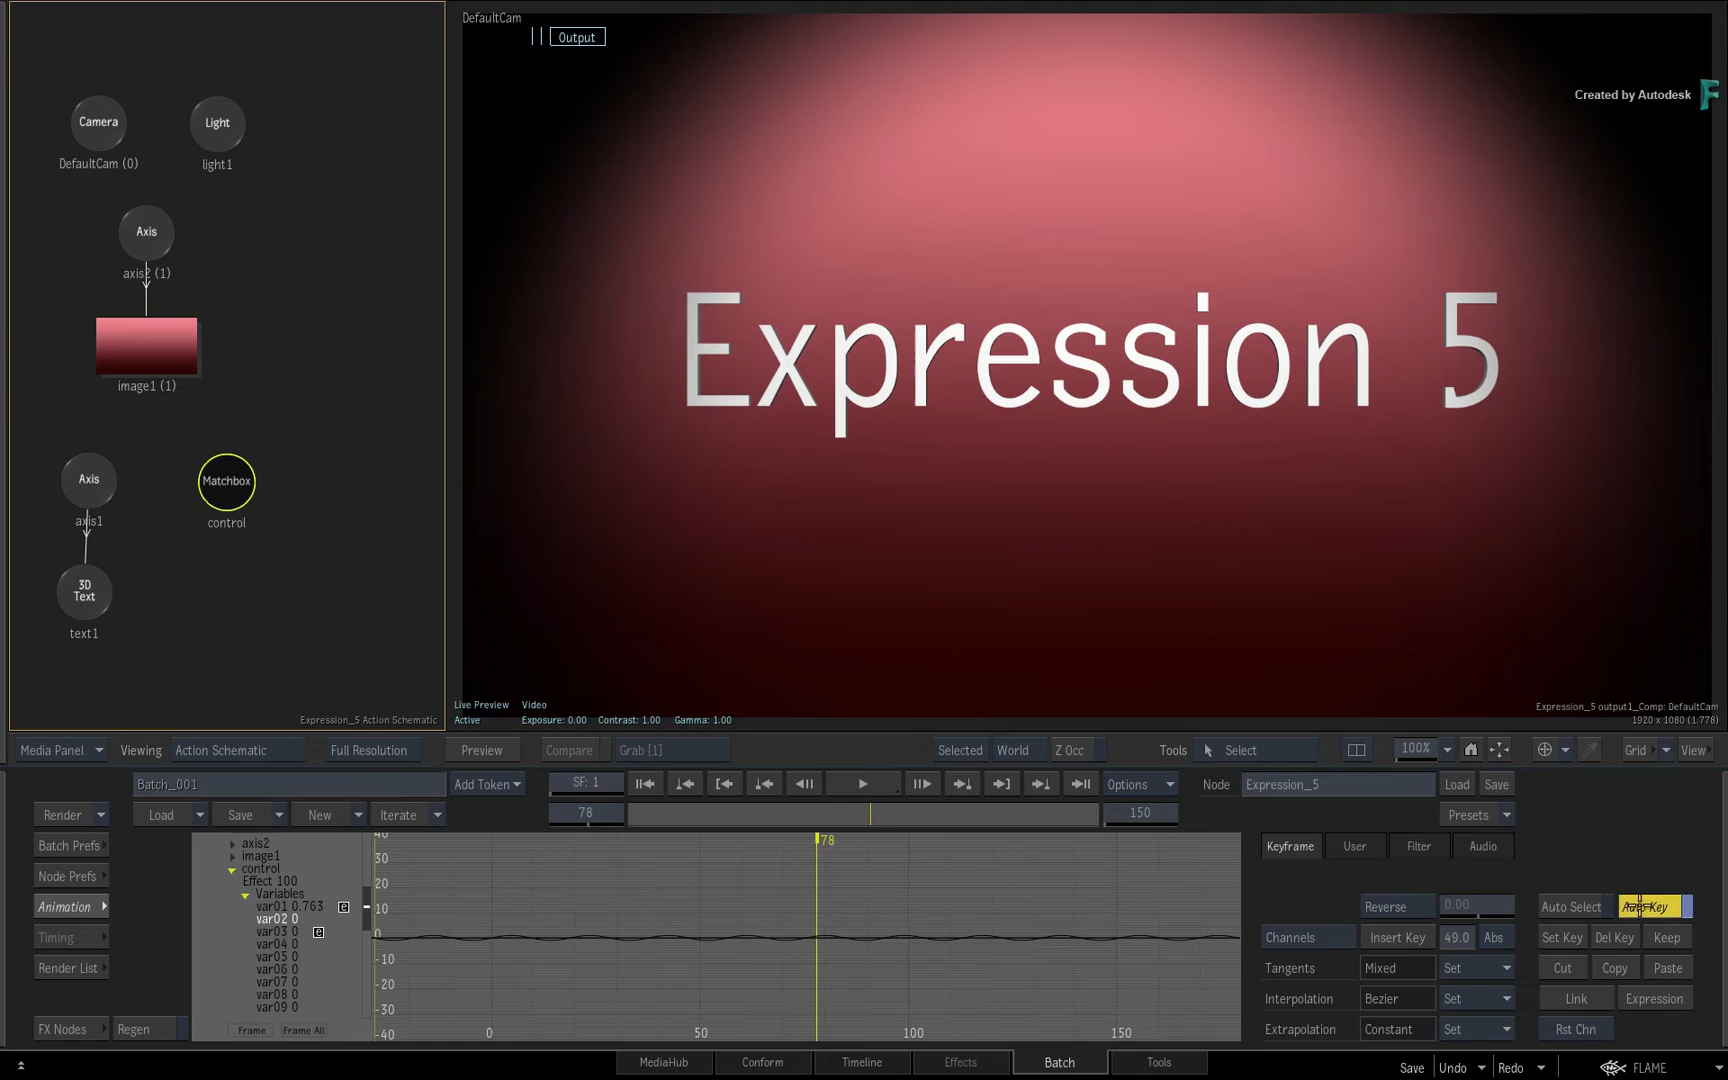 DefaultCam
Output
Created by Autodesk
Camera
DefaultCam (0)
Light
light1
Axis
axis2 (1)
image1 (1)
Expression 5
Axis
axis1
Matchbox
control
3D
Text
text1
Expression_5 Action Schematic
Live Preview Video
Active Exposure: 0.00 Contrast: 1.00 Gamma: 1.00
Expression_5 output1_Comp: DefaultCam
1920 x 1080 (1.778)
Media Panel Viewing Action Schematic Full Resolution Preview Compare Grab [1] Selected World Z Occ Tools Select 100% Grid View
Batch_001 Add Token SF: 1 Options Node Expression_5 Load Save
Render Load Save New Iterate 78 150 Presets
Batch Prefs
Node Prefs
Animation
Timing
Render List
FX Nodes Regen
axis2
image1
control
Effect 100
Variables
var01 0.763 e
var02 0
var03 0 e
var04 0
var05 0
var06 0
var07 0
var08 0
var09 0
Frame Frame All
40
30
20
10
0
-10
-20
-30
-40
78
0 50 100 150
Keyframe User Filter Audio
Reverse 0.00 Auto Select Auto Key
Channels Insert Key 49.0 Abs Set Key Del Key Keep
Tangents Mixed Set Cut Copy Paste
Interpolation Bezier Set Link Expression
Extrapolation Constant Set Rst Chn
MediaHub Conform Timeline Effects Batch Tools
Save Undo Redo FLAME